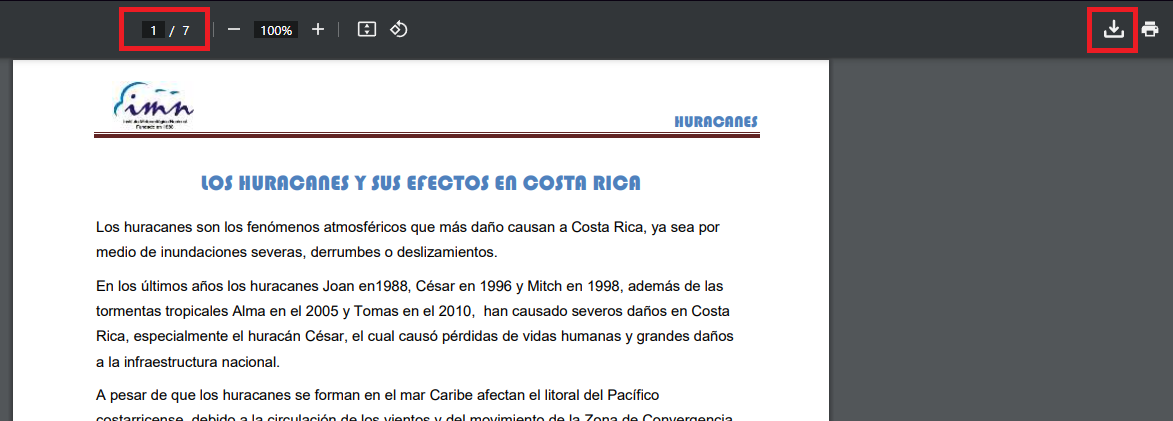 1 / 7
100%
imn
Instituto Meteorológico Nacional
Fundado en 1888
HURACANES
LOS HURACANES Y SUS EFECTOS EN COSTA RICA
Los huracanes son los fenómenos atmosféricos que más daño causan a Costa Rica, ya sea por
medio de inundaciones severas, derrumbes o deslizamientos.
En los últimos años los huracanes Joan en1988, César en 1996 y Mitch en 1998, además de las
tormentas tropicales Alma en el 2005 y Tomas en el 2010, han causado severos daños en Costa
Rica, especialmente el huracán César, el cual causó pérdidas de vidas humanas y grandes daños
a la infraestructura nacional.
A pesar de que los huracanes se forman en el mar Caribe afectan el litoral del Pacífico
costarricense, debido a la circulación de los vientos y del movimiento de la Zona de Convergencia